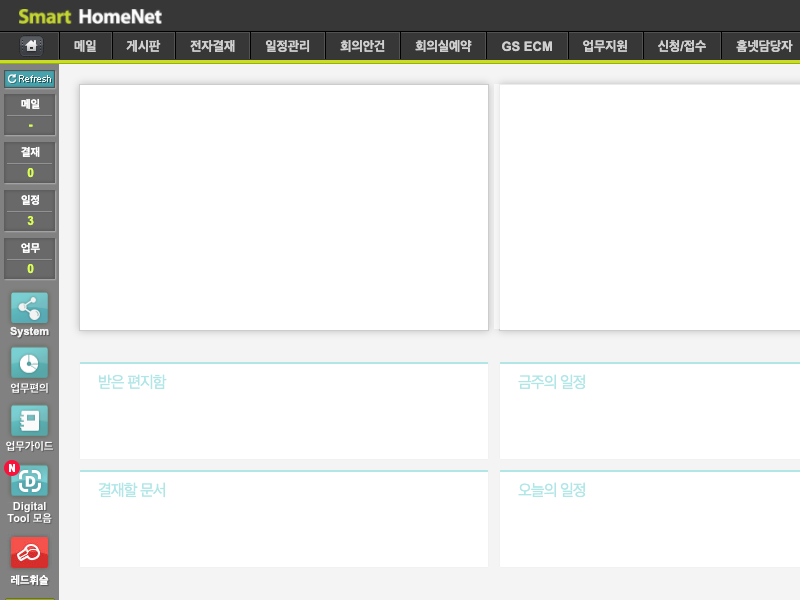 Smart HomeNet
메일 게시판 전자결재 일정관리 회의안건 회의실예약 GS ECM 업무지원 신청/접수 홈넷담당자
Refresh
메일
-
결재
0
일정
3
업무
0
System
업무편의
업무가이드
N
Digital
Tool 모음
레드휘슬
받은 편지함
금주의 일정
결재할 문서
오늘의 일정